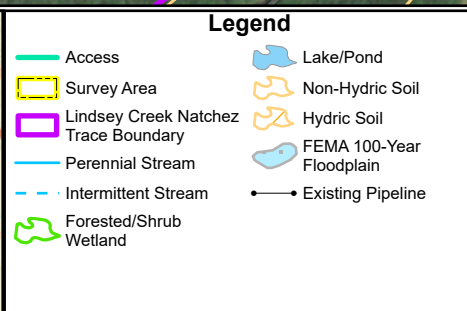 Legend
Access
Survey Area
Lindsey Creek Natchez
Trace Boundary
Perennial Stream
Intermittent Stream
Forested/Shrub
Wetland
Lake/Pond
Non-Hydric Soil
Hydric Soil
FEMA 100-Year
Floodplain
Existing Pipeline